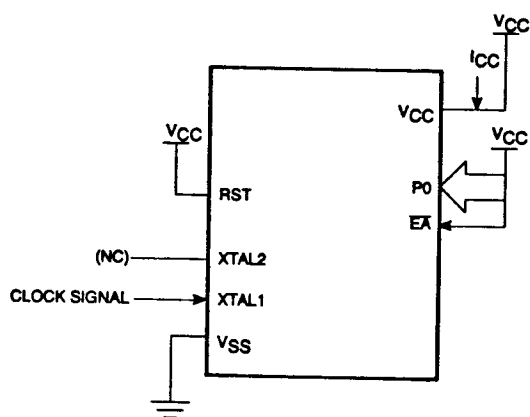 VCC
ICC
VCC
VCC
VCC
RST
P0
EA
(NC)
XTAL2
CLOCK SIGNAL
XTAL1
VSS